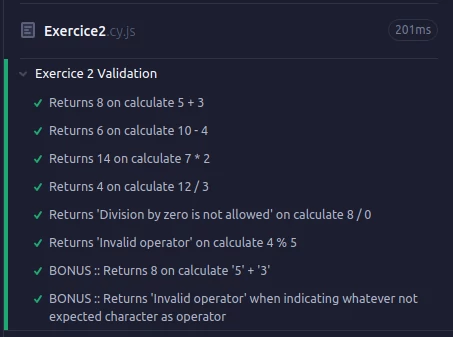 Exercice2.cy.js
201ms
Exercice 2 Validation
Returns 8 on calculate 5 + 3
Returns 6 on calculate 10 - 4
Returns 14 on calculate 7 * 2
Returns 4 on calculate 12 / 3
Returns 'Division by zero is not allowed' on calculate 8 / 0
Returns 'Invalid operator' on calculate 4 % 5
BONUS :: Returns 8 on calculate '5' + '3'
BONUS :: Returns 'Invalid operator' when indicating whatever not
expected character as operator